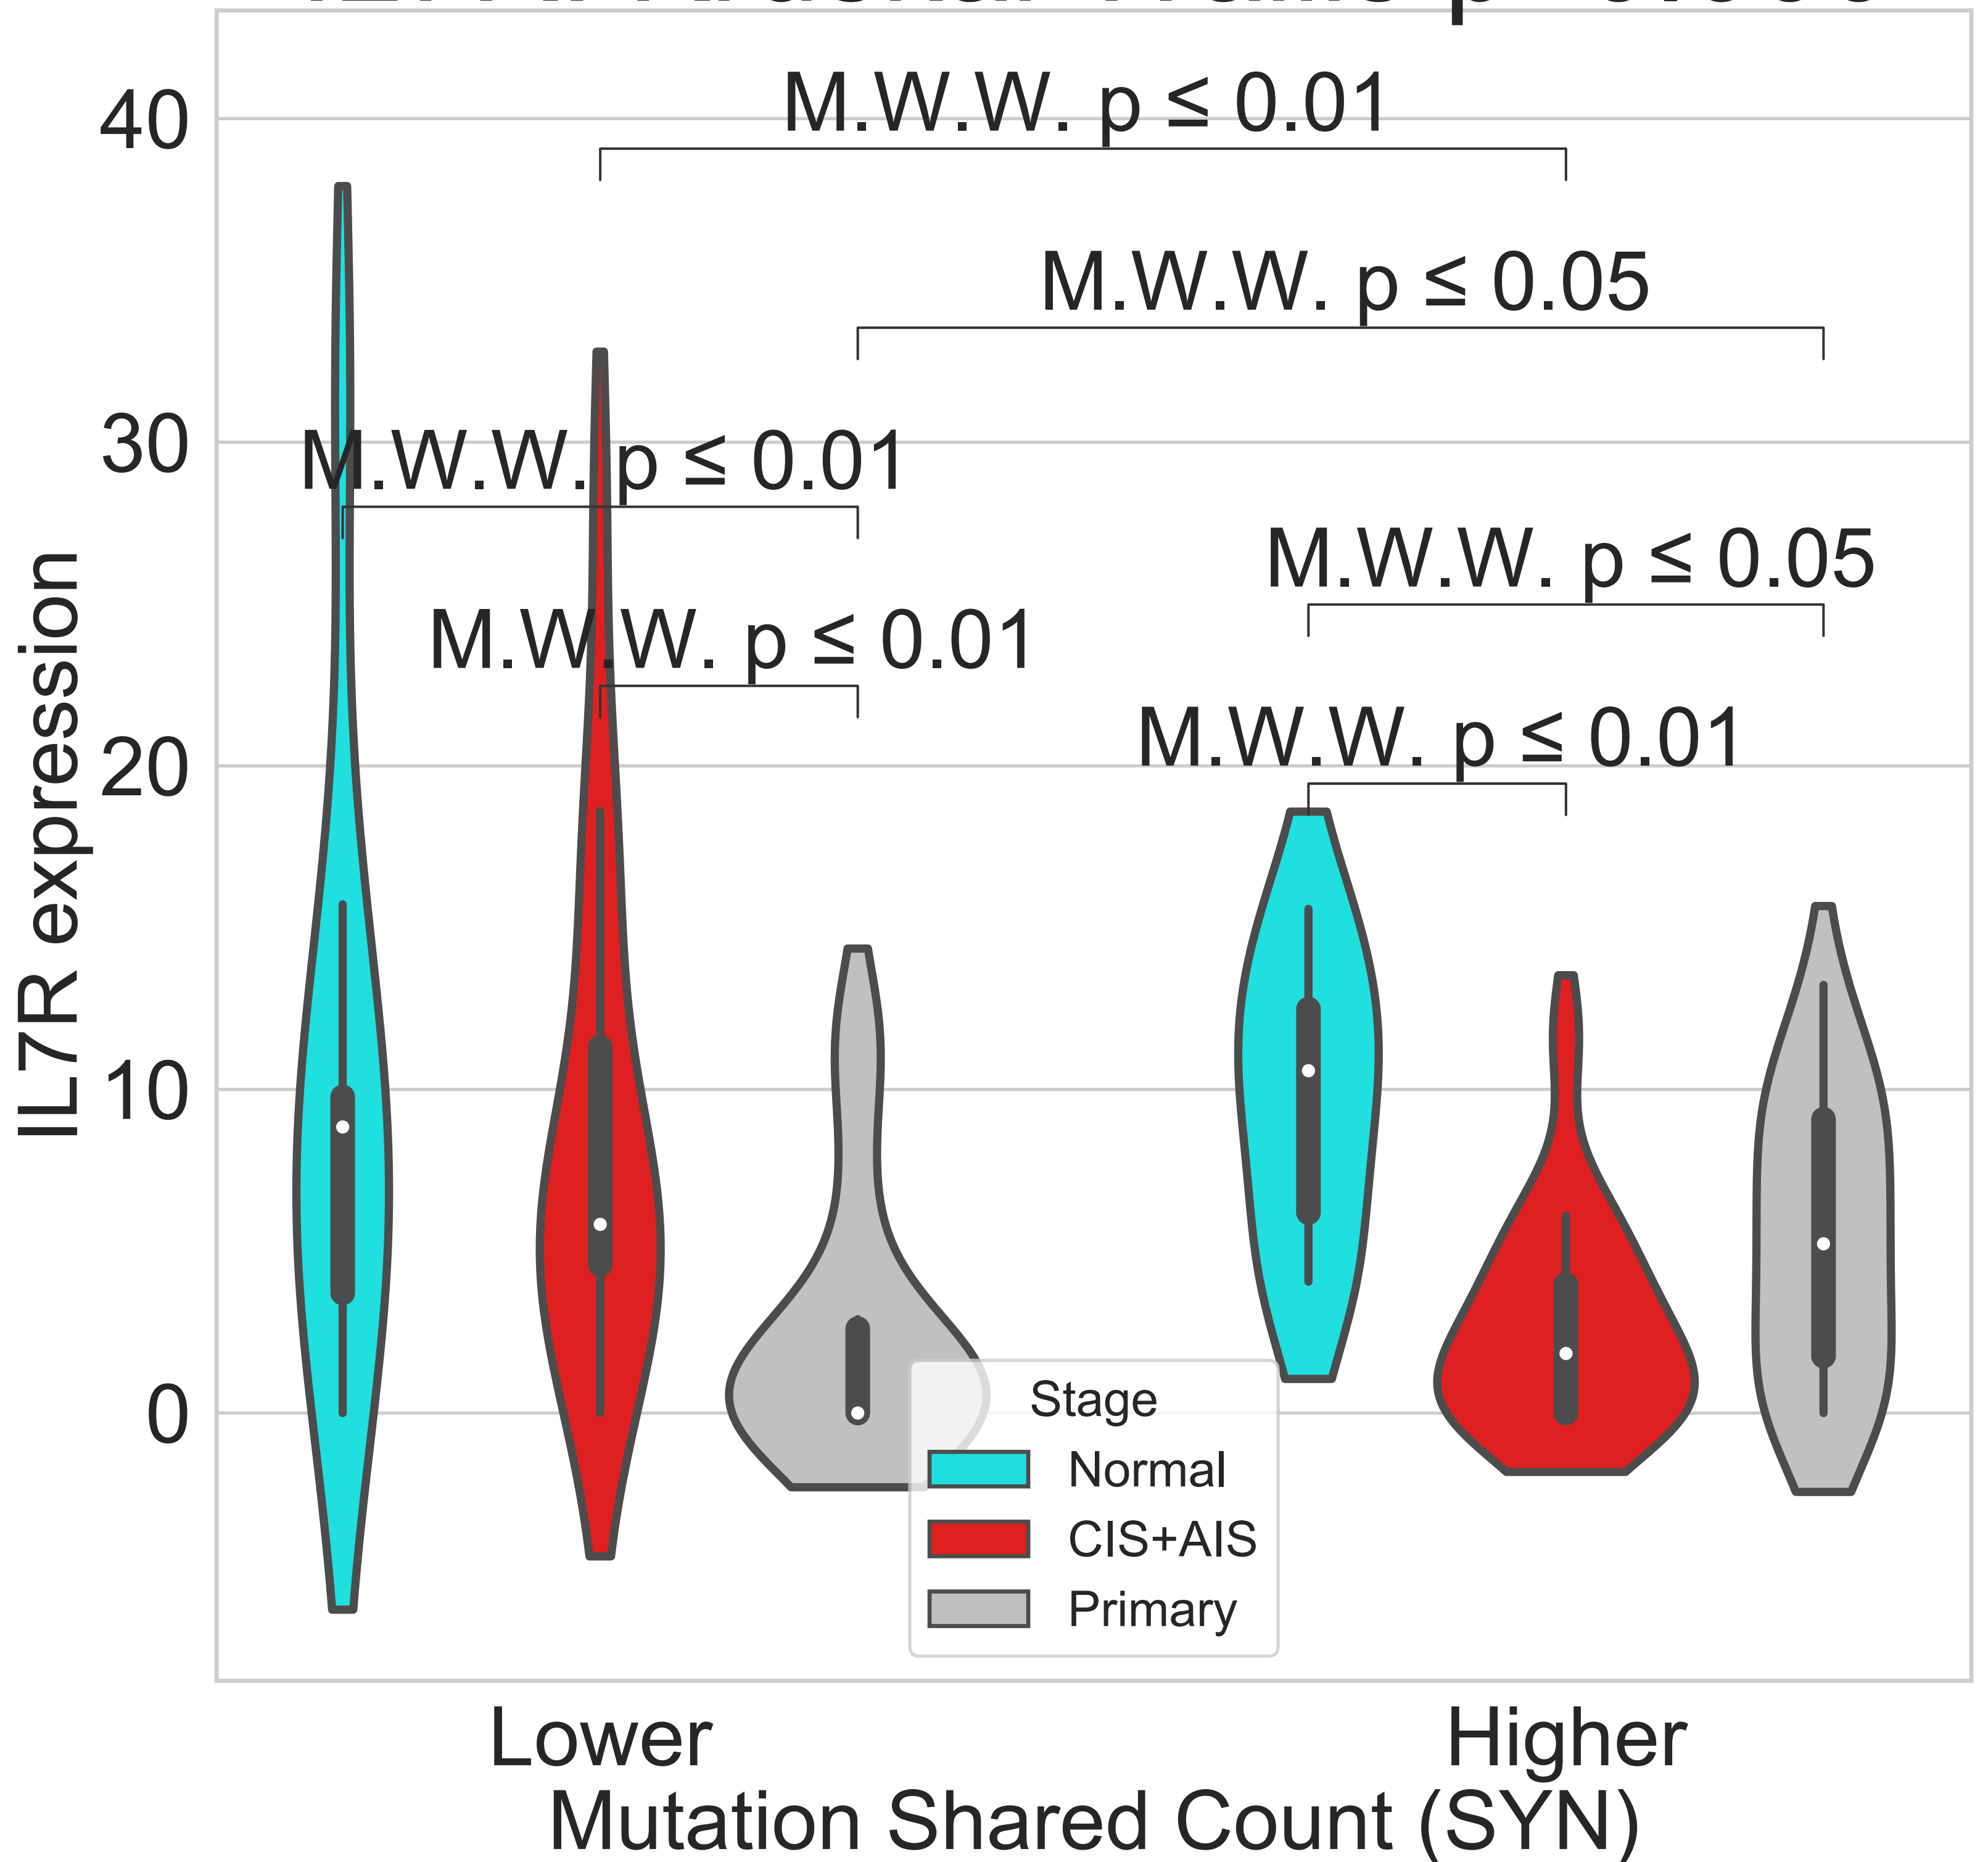 M.W.W. p ≤ 0.01
40
M.W.W. p ≤ 0.05
30
M.W.W. p ≤ 0.01
M.W.W. p ≤ 0.05
M.W.W. p ≤ 0.01
M.W.W. p ≤ 0.01
20
10
0
IL7R expression
Stage
Normal
CIS+AIS
Primary
Lower
Higher
Mutation Shared Count (SYN)